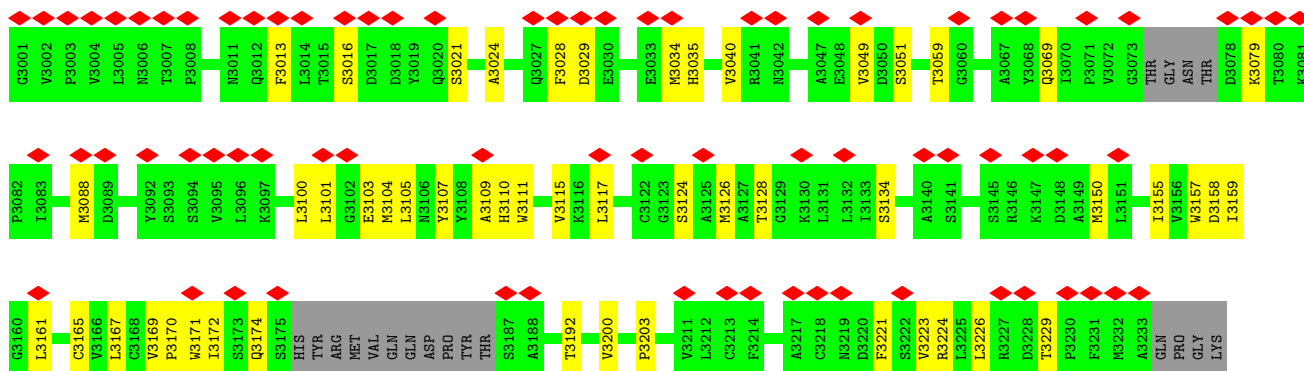 G3001 V3002 P3003 V3004 L3005 N3006 T3007 P3008 N3011 Q3012 F3013 L3014 T3015 S3016 D3017 D3018 Y3019 Q3020 S3021 A3024 Q3027 F3028 D3029 E3030 E3033 M3034 H3035 V3040 R3041 N3042 A3047 E3048 V3049 D3050 S3051 T3059 G3060 A3067 Y3068 Q3069 I3070 P3071 V3072 G3073 THR GLY ASN THR D3078 K3079 T3080 K3081
P3082 I3083 M3088 D3089 Y3092 S3093 S3094 V3095 L3096 K3097 L3100 L3101 G3102 E3103 M3104 L3105 N3106 Y3107 Y3108 A3109 H3110 W3111 V3115 K3116 L3117 C3122 G3123 S3124 A3125 M3126 A3127 T3128 G3129 K3130 L3131 L3132 I3133 S3134 A3140 S3141 S3145 R3146 K3147 D3148 A3149 M3150 L3151 I3155 V3156 W3157 D3158 I3159
G3160 L3161 C3165 V3166 L3167 C3168 V3169 P3170 W3171 I3172 S3173 Q3174 S3175 HIS TYR ARG MET VAL GLN GLN ASP PRO TYR THR S3187 A3188 T3192 V3200 P3203 V3211 L3212 C3213 F3214 A3217 C3218 N3219 D3220 F3221 S3222 V3223 R3224 L3225 L3226 R3227 D3228 T3229 P3230 F3231 M3232 A3233 GLN PRO GLY LYS